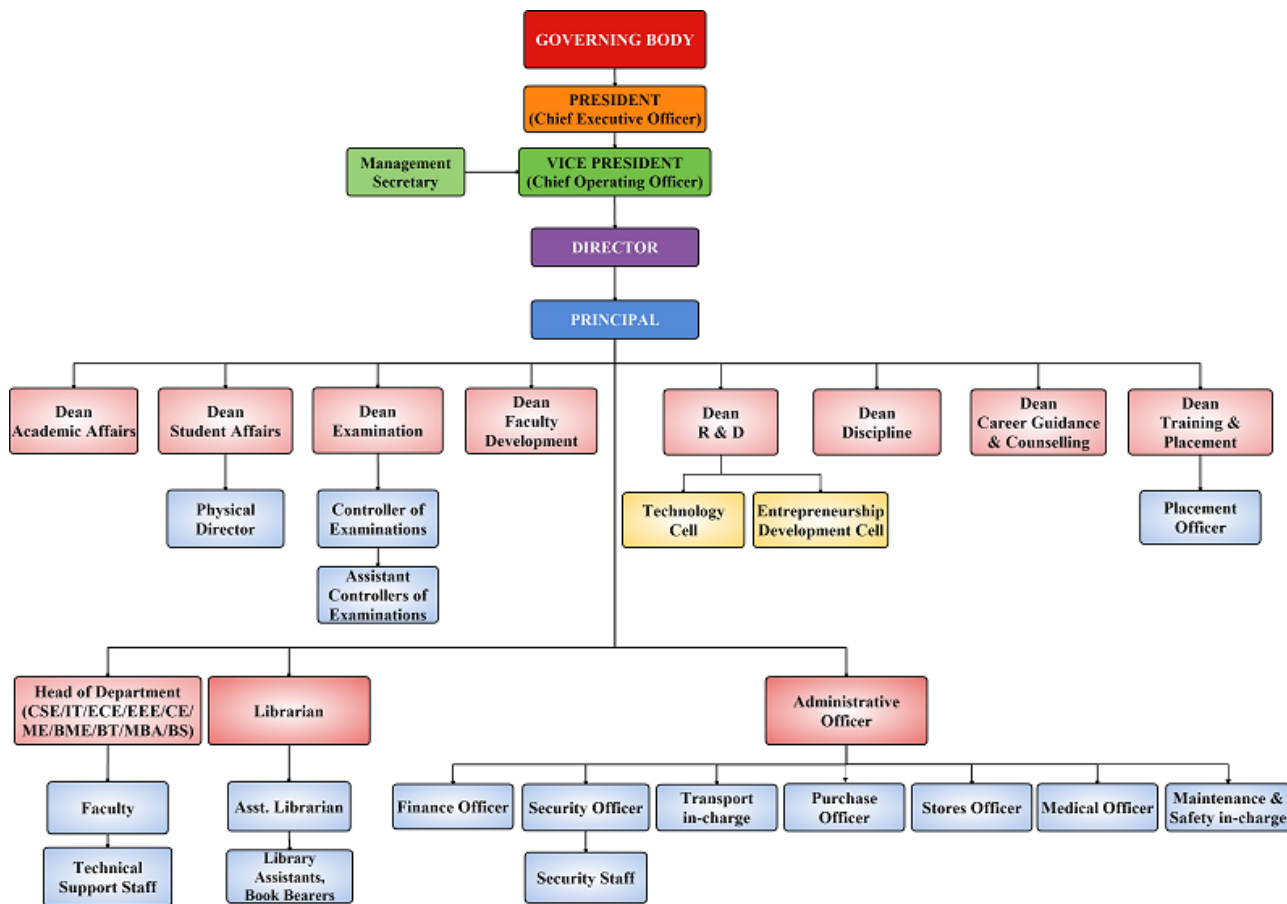 GOVERNING BODY
PRESIDENT
(Chief Executive Officer)
Management
Secretary
VICE PRESIDENT
(Chief Operating Officer)
DIRECTOR
PRINCIPAL
Dean
Academic Affairs
Dean
Student Affairs
Dean
Examination
Dean
Faculty
Development
Dean
R & D
Dean
Discipline
Dean
Career Guidance
& Counselling
Dean
Training &
Placement
Physical
Director
Controller of
Examinations
Technology
Cell
Entrepreneurship
Development Cell
Placement
Officer
Assistant
Controllers of
Examinations
Head of Department
(CSE/IT/ECE/EEE/CE/
ME/BME/BT/MBA/BS)
Librarian
Administrative
Officer
Faculty
Asst. Librarian
Finance Officer
Security Officer
Transport
in-charge
Purchase
Officer
Stores Officer
Medical Officer
Maintenance &
Safety in-charge
Technical
Support Staff
Library
Assistants,
Book Bearers
Security Staff